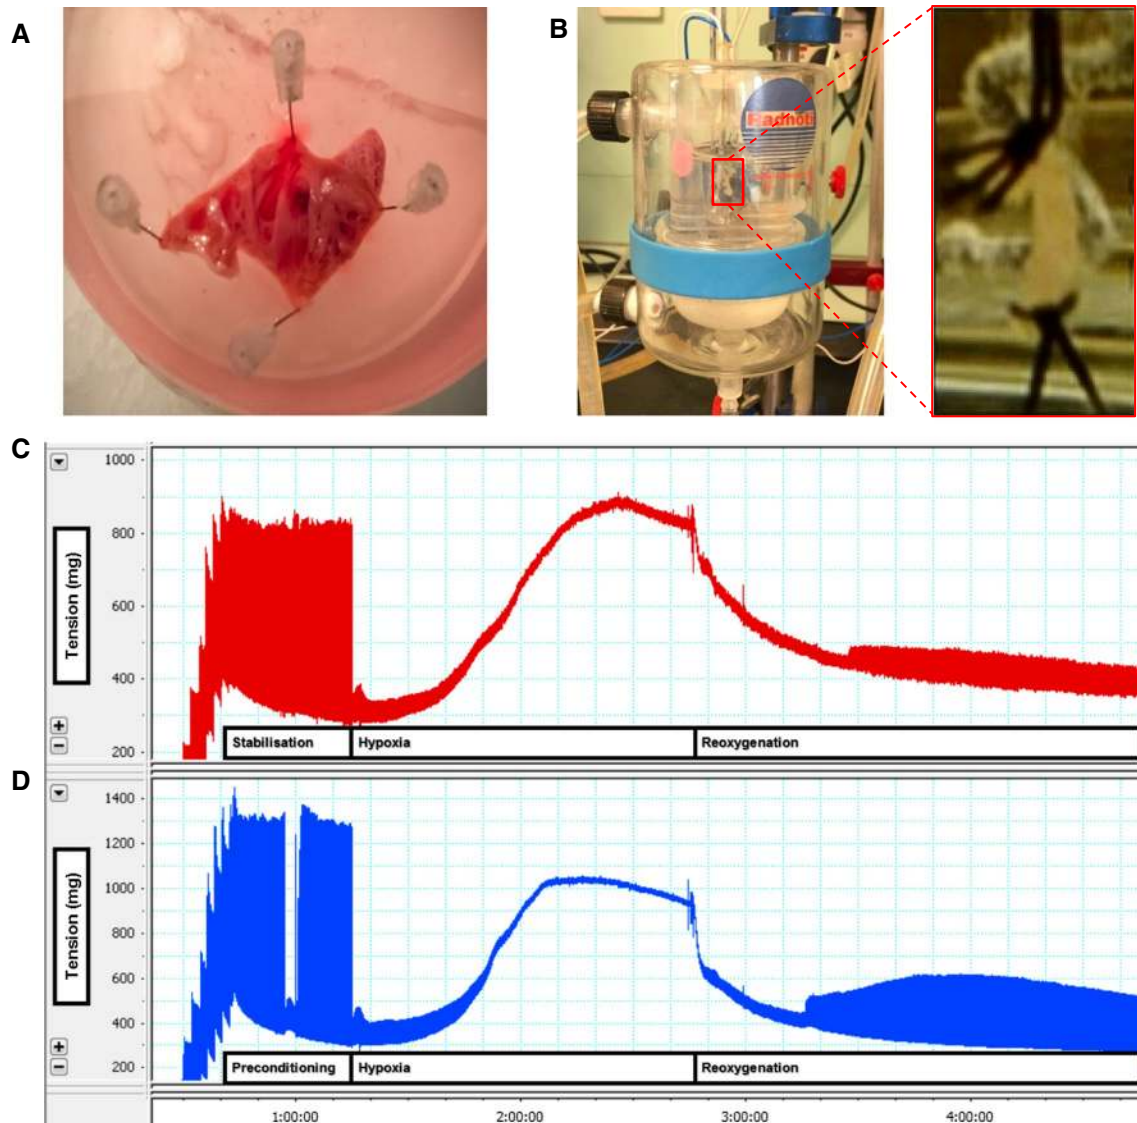 A
B
Radnoti
C
1000
800
600
400
200
Tension (mg)
+
−
Stabilisation
Hypoxia
Reoxygenation
D
1400
1200
1000
800
600
400
200
Tension (mg)
+
−
Preconditioning
Hypoxia
Reoxygenation
1:00:00
2:00:00
3:00:00
4:00:00